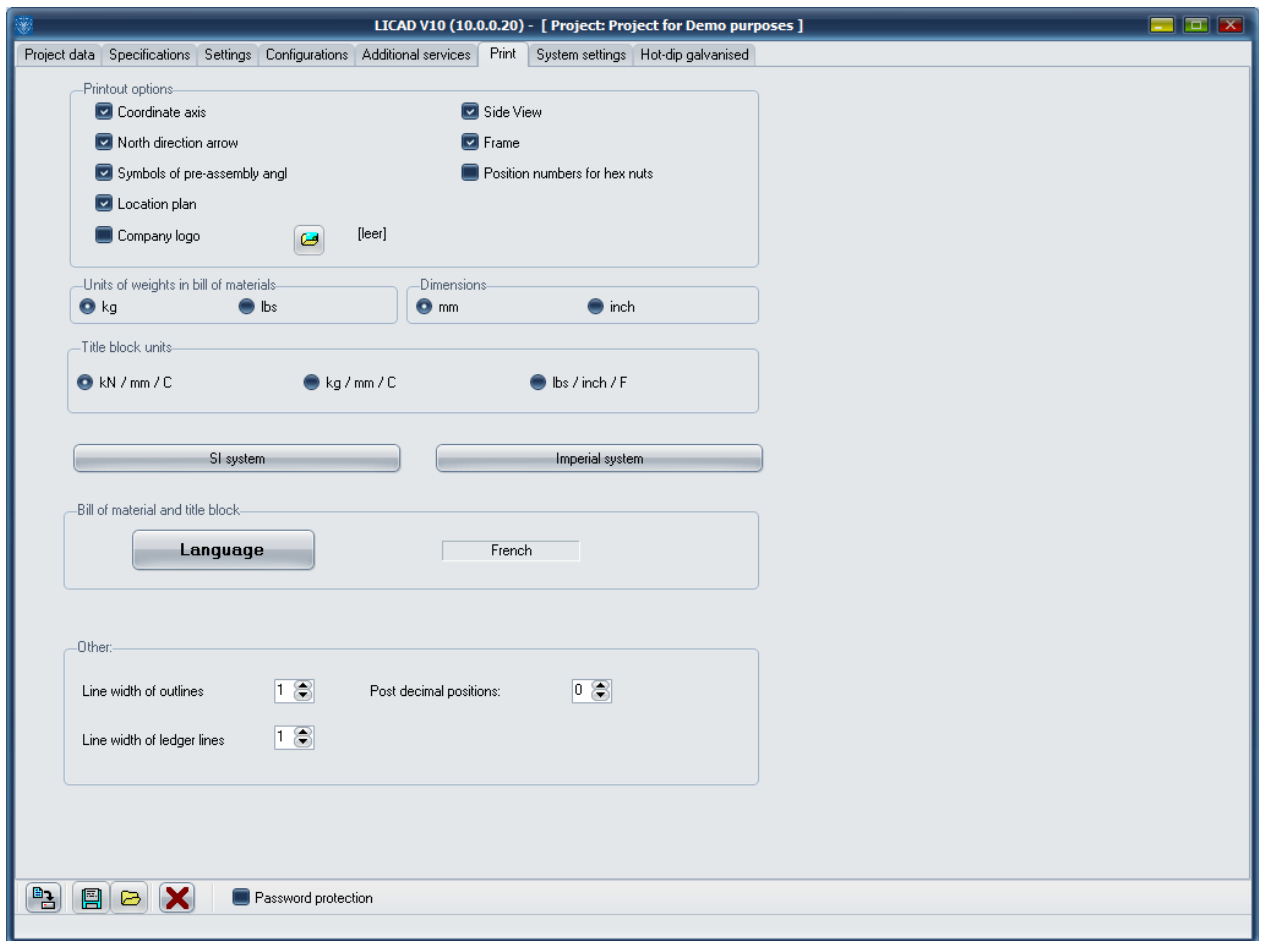 LICAD V10 (10.0.0.20) - [ Project: Project for Demo purposes ]
Project data Specifications Settings Configurations Additional services Print System settings Hot-dip galvanised
Printout options
Coordinate axis Side View
North direction arrow Frame
Symbols of pre-assembly angl Position numbers for hex nuts
Location plan
Company logo [leer]
Units of weights in bill of materials Dimensions
kg lbs mm inch
Title block units
kN / mm / C kg / mm / C lbs / inch / F
SI system Imperial system
Bill of material and title block
Language French
Other:
Line width of outlines 1 Post decimal positions: 0
Line width of ledger lines 1
Password protection